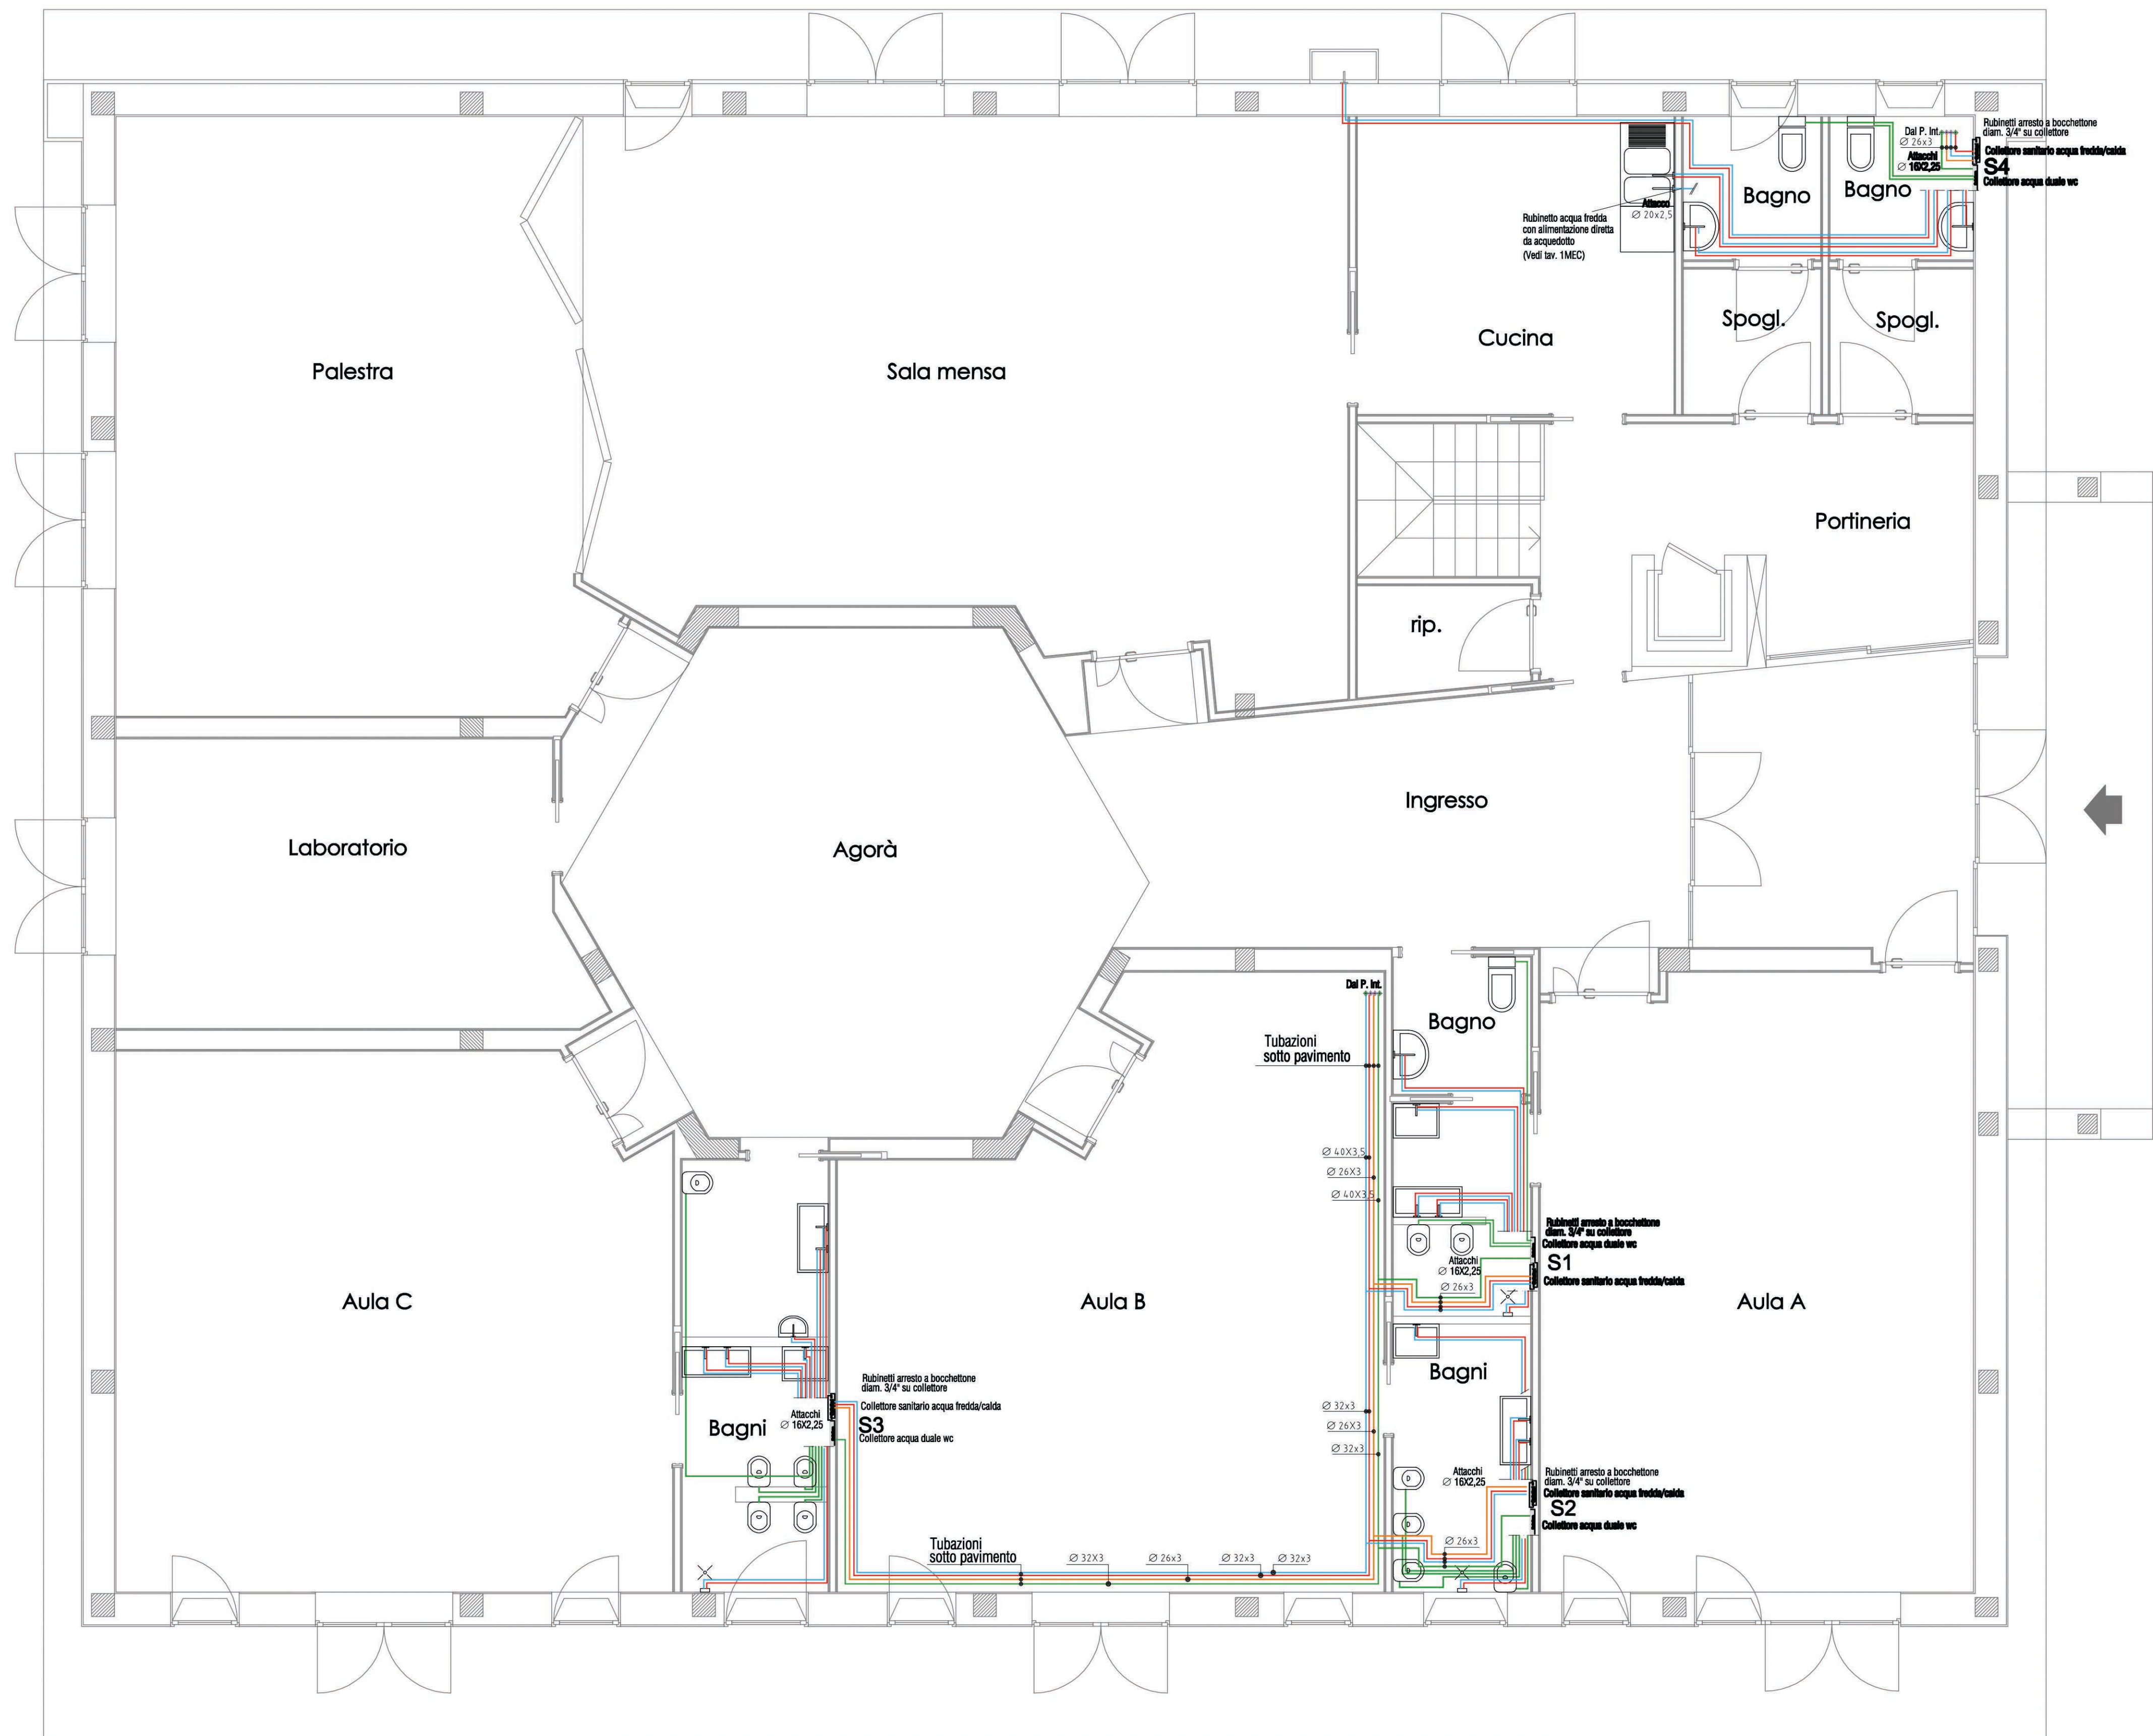 Rubinetti arresto a bocchettone
diam. 3/4" su collettore
Dal P. Int.
Ø 26x3
Attacchi
Ø 16X2,25
Collettore sanitario acqua fredda/calda
S4
Collettore acqua duale wc
Bagno
Bagno
Attacco
Ø 20x2,5
Rubinetto acqua fredda
con alimentazione diretta
da acquedotto
(Vedi tav. 1MEC)
Spogl.
Spogl.
Cucina
Palestra
Sala mensa
Portineria
rip.
Ingresso
Laboratorio
Agorà
Dal P. Int.
Bagno
Tubazioni
sotto pavimento
Ø 40X3,5
Ø 26X3
Ø 40X3,5
Rubinetti arresto a bocchettone
diam. 3/4" su collettore
Collettore acqua duale wc
S1
Collettore sanitario acqua fredda/calda
Attacchi
Ø 16X2,25
Ø 26x3
Aula C
Aula B
Aula A
Bagni
Rubinetti arresto a bocchettone
diam. 3/4" su collettore
Collettore sanitario acqua fredda/calda
S3
Collettore acqua duale wc
Attacchi
Ø 16X2,25
Bagni
Ø 32x3
Ø 26X3
Ø 32x3
Attacchi
Ø 16X2,25
Rubinetti arresto a bocchettone
diam. 3/4" su collettore
Collettore sanitario acqua fredda/calda
S2
Collettore acqua duale wc
Ø 26x3
Tubazioni
sotto pavimento
Ø 32X3
Ø 26x3
Ø 32x3
Ø 32x3